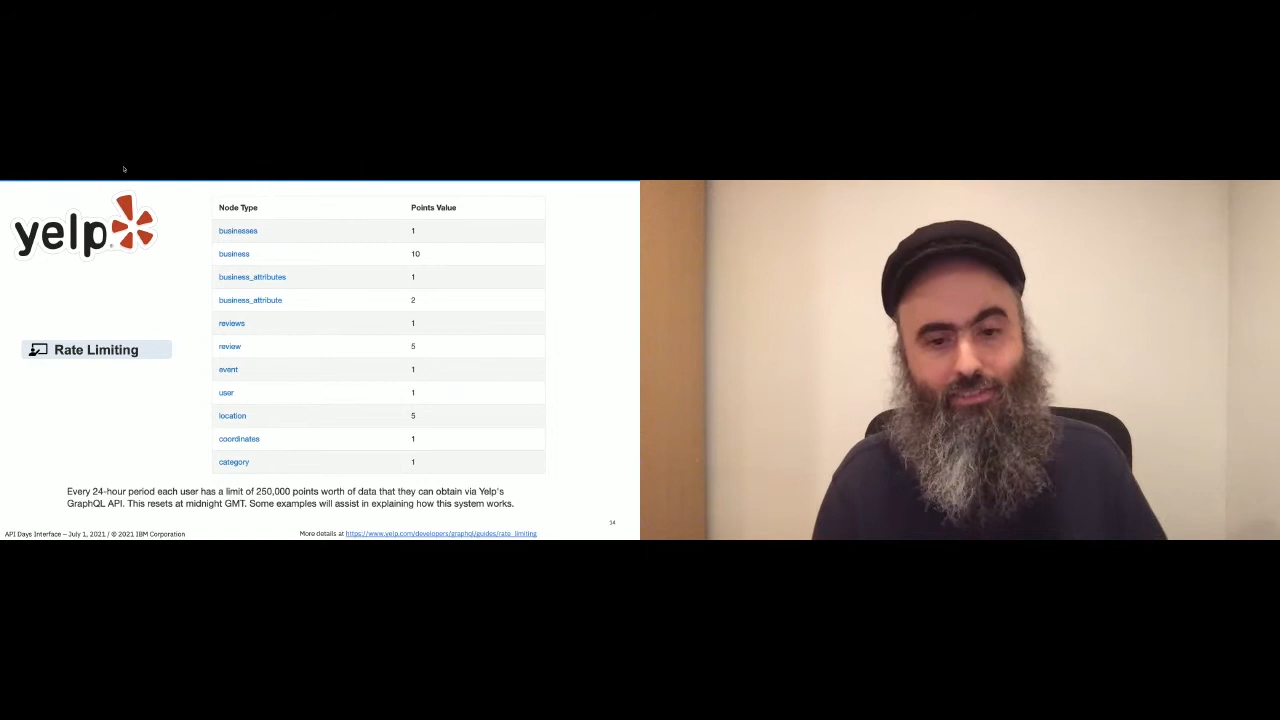 yelp
Rate Limiting
Node Type Points Value
businesses 1
business 10
business_attributes 1
business_attribute 2
reviews 1
review 5
event 1
user 1
location 5
coordinates 1
category 1
Every 24-hour period each user has a limit of 250,000 points worth of data that they can obtain via Yelp's
GraphQL API. This resets at midnight GMT. Some examples will assist in explaining how this system works.
14
API Days Interface – July 1, 2021 / © 2021 IBM Corporation
More details at https://www.yelp.com/developers/graphql/guides/rate_limiting